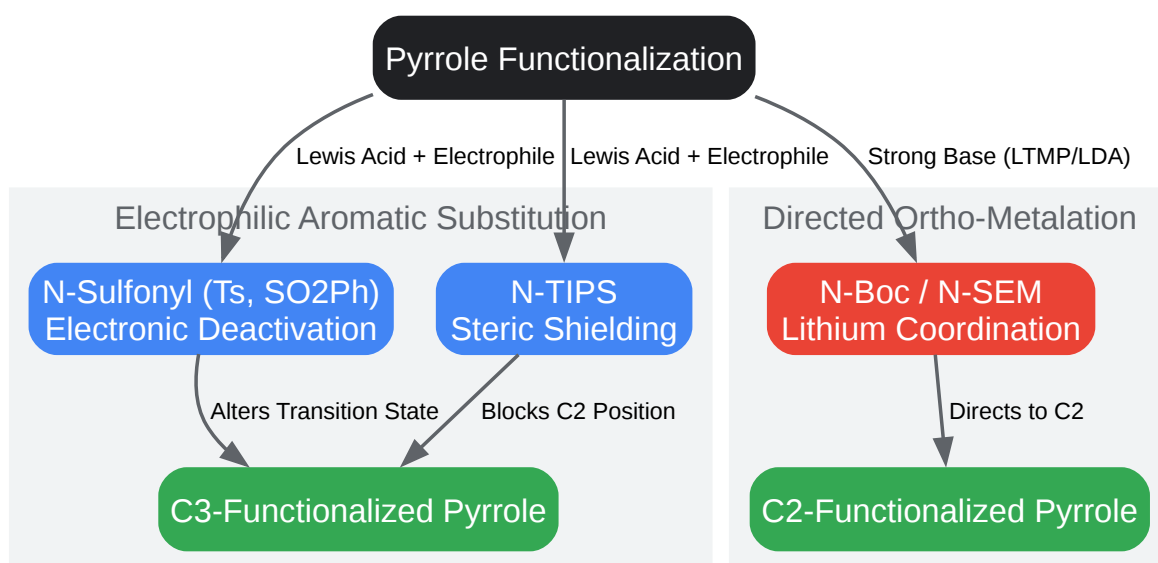 Pyrrole Functionalization
Lewis Acid + Electrophile
Lewis Acid + Electrophile
Strong Base (LTMP/LDA)
Electrophilic Aromatic Substitution
Directed Ortho-Metalation
N-Sulfonyl (Ts, SO2Ph)
Electronic Deactivation
N-TIPS
Steric Shielding
N-Boc / N-SEM
Lithium Coordination
Alters Transition State
Blocks C2 Position
Directs to C2
C3-Functionalized Pyrrole
C2-Functionalized Pyrrole